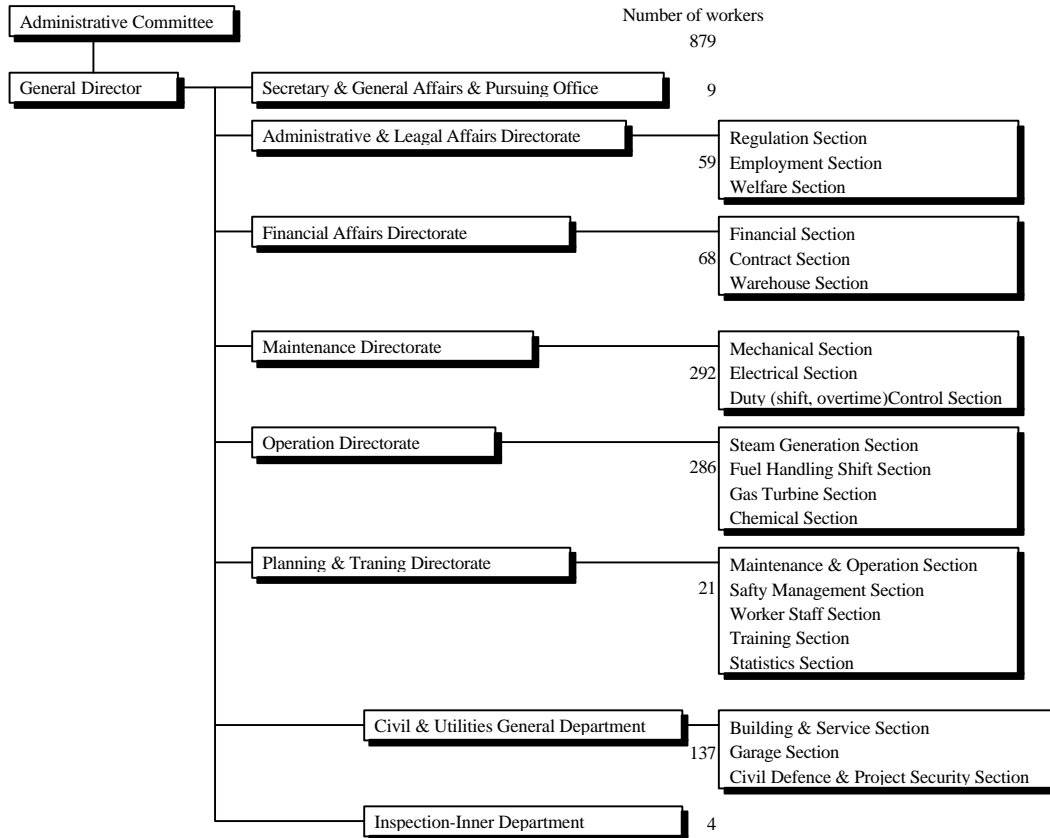 Administrative Committee
Number of workers
879
General Director
Secretary & General Affairs & Pursuing Office
9
Administrative & Leagal Affairs Directorate
59
Regulation Section
Employment Section
Welfare Section
Financial Affairs Directorate
68
Financial Section
Contract Section
Warehouse Section
Maintenance Directorate
292
Mechanical Section
Electrical Section
Duty (shift, overtime)Control Section
Operation Directorate
286
Steam Generation Section
Fuel Handling Shift Section
Gas Turbine Section
Chemical Section
Planning & Traning Directorate
21
Maintenance & Operation Section
Safty Management Section
Worker Staff Section
Training Section
Statistics Section
Civil & Utilities General Department
137
Building & Service Section
Garage Section
Civil Defence & Project Security Section
Inspection-Inner Department
4